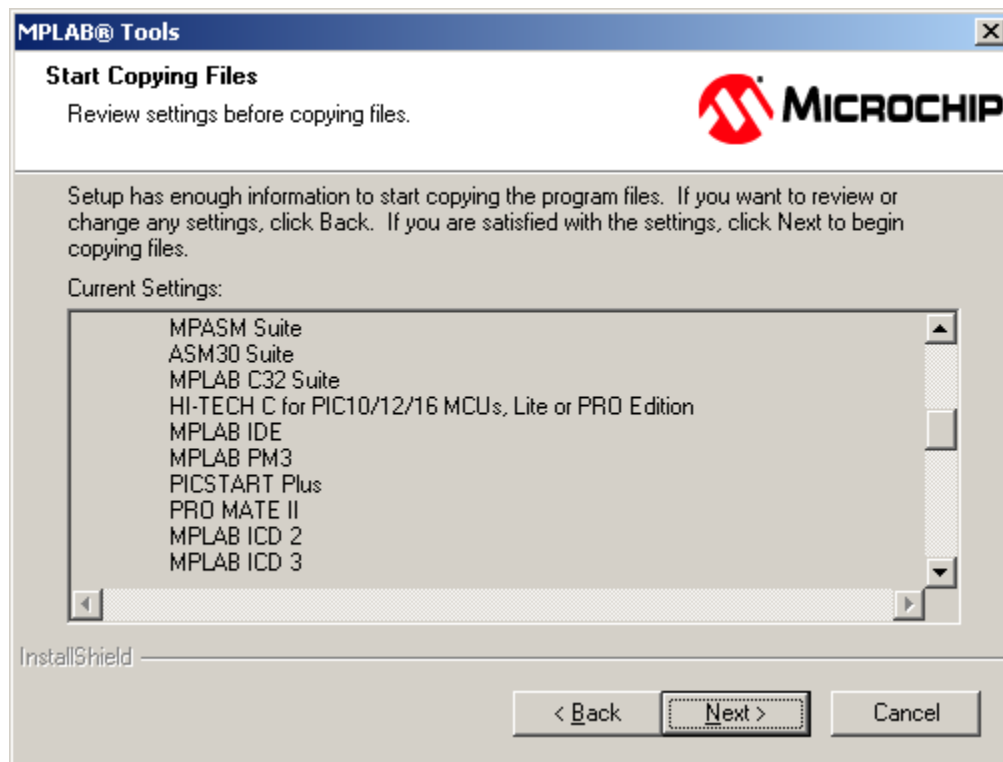 MPLAB® Tools
Start Copying Files
Review settings before copying files.
MICROCHIP
Setup has enough information to start copying the program files. If you want to review or
change any settings, click Back. If you are satisfied with the settings, click Next to begin
copying files.
Current Settings:
MPASM Suite
ASM30 Suite
MPLAB C32 Suite
HI-TECH C for PIC10/12/16 MCUs, Lite or PRO Edition
MPLAB IDE
MPLAB PM3
PICSTART Plus
PRO MATE II
MPLAB ICD 2
MPLAB ICD 3
InstallShield
< Back Next > Cancel